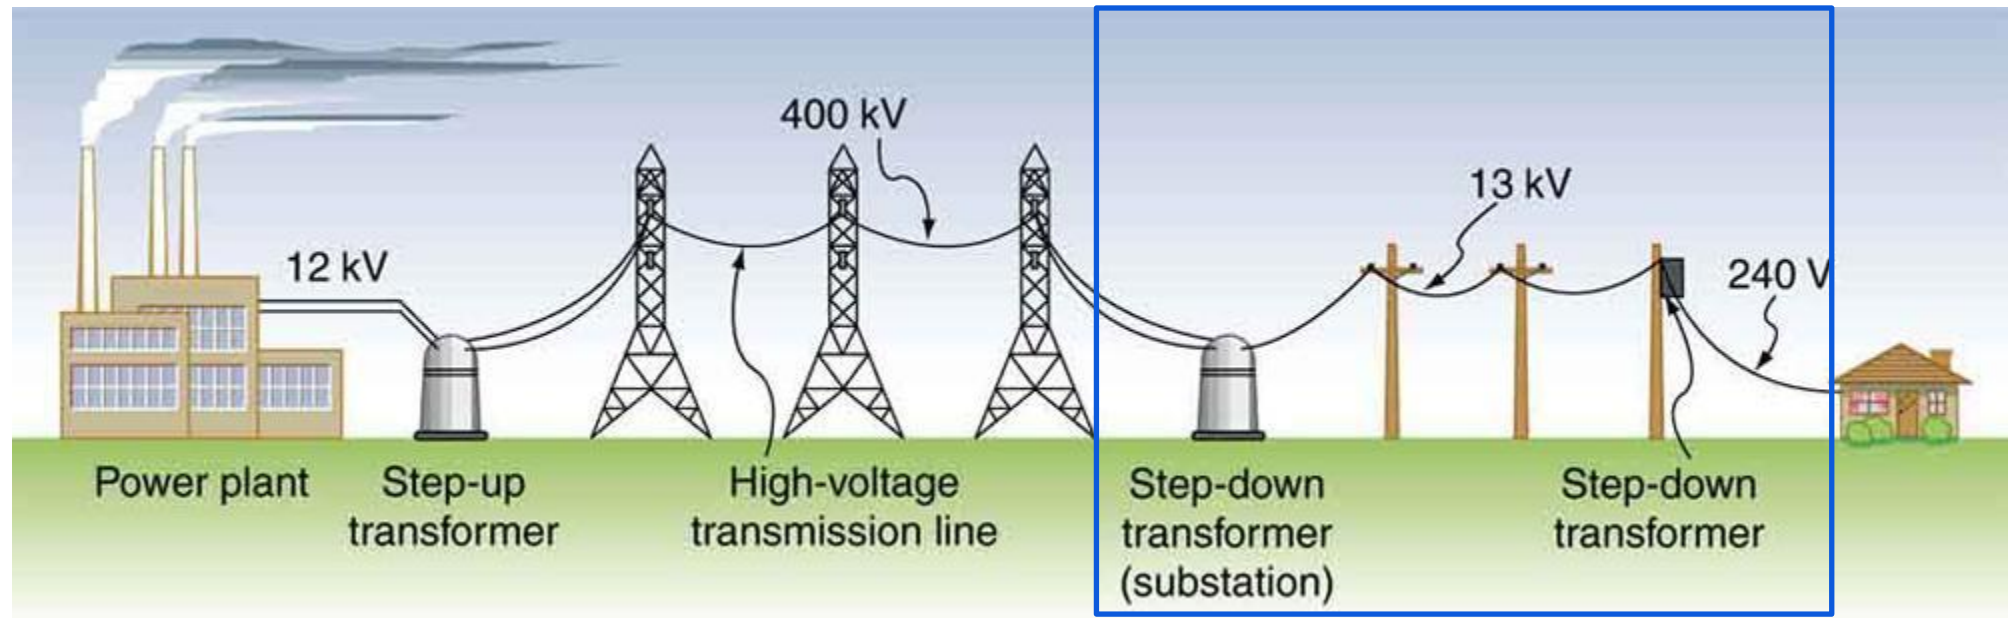 400 kV
13 kV
12 kV
240 V
Power plant
Step-up
transformer
High-voltage
transmission line
Step-down
transformer
(substation)
Step-down
transformer